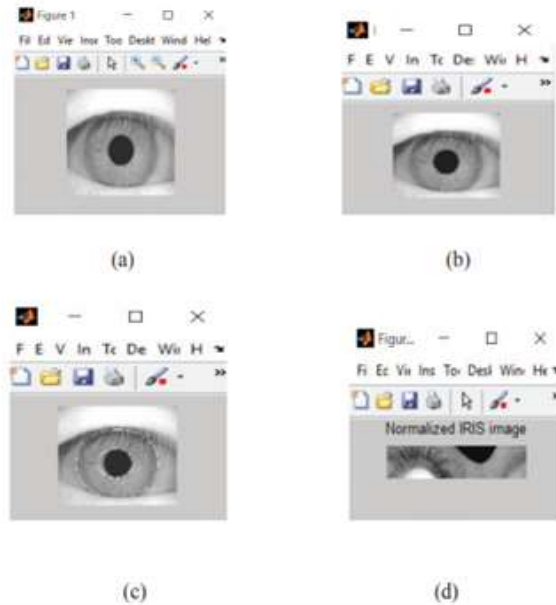 Figure 1
Fil Ed Vie Inse Too Deskt Wind Hel
F E V In Tc De: Wi H
(a)
(b)
F E V In Tc De Wi H
Figur...
Fi Ec Vi Ins To Desl Win He
Normalized IRIS image
(c)
(d)